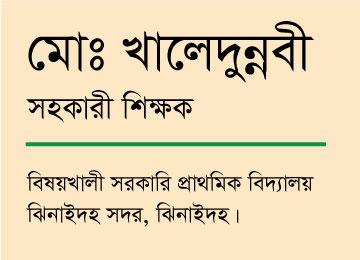 মোঃ খালেদুন্নবী
সহকারী শিক্ষক
বিষয়খালী সরকারি প্রাথমিক বিদ্যালয়
ঝিনাইদহ সদর, ঝিনাইদহ।